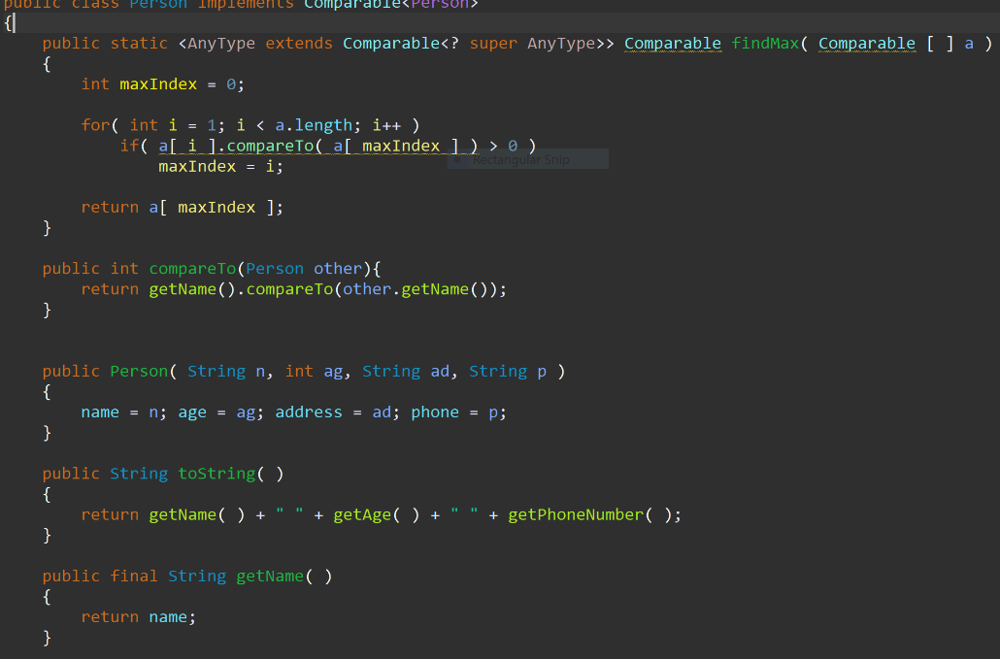 public class Person implements Comparable<Person>
{
    public static <AnyType extends Comparable<? super AnyType>> Comparable findMax( Comparable [ ] a )
    {
        int maxIndex = 0;

        for( int i = 1; i < a.length; i++ )
            if( a[ i ].compareTo( a[ maxIndex ] ) > 0 )
Rectangular Snip
                maxIndex = i;

        return a[ maxIndex ];
    }

    public int compareTo(Person other){
        return getName().compareTo(other.getName());
    }


    public Person( String n, int ag, String ad, String p )
    {
        name = n; age = ag; address = ad; phone = p;
    }

    public String toString( )
    {
        return getName( ) + " " + getAge( ) + " " + getPhoneNumber( );
    }

    public final String getName( )
    {
        return name;
    }